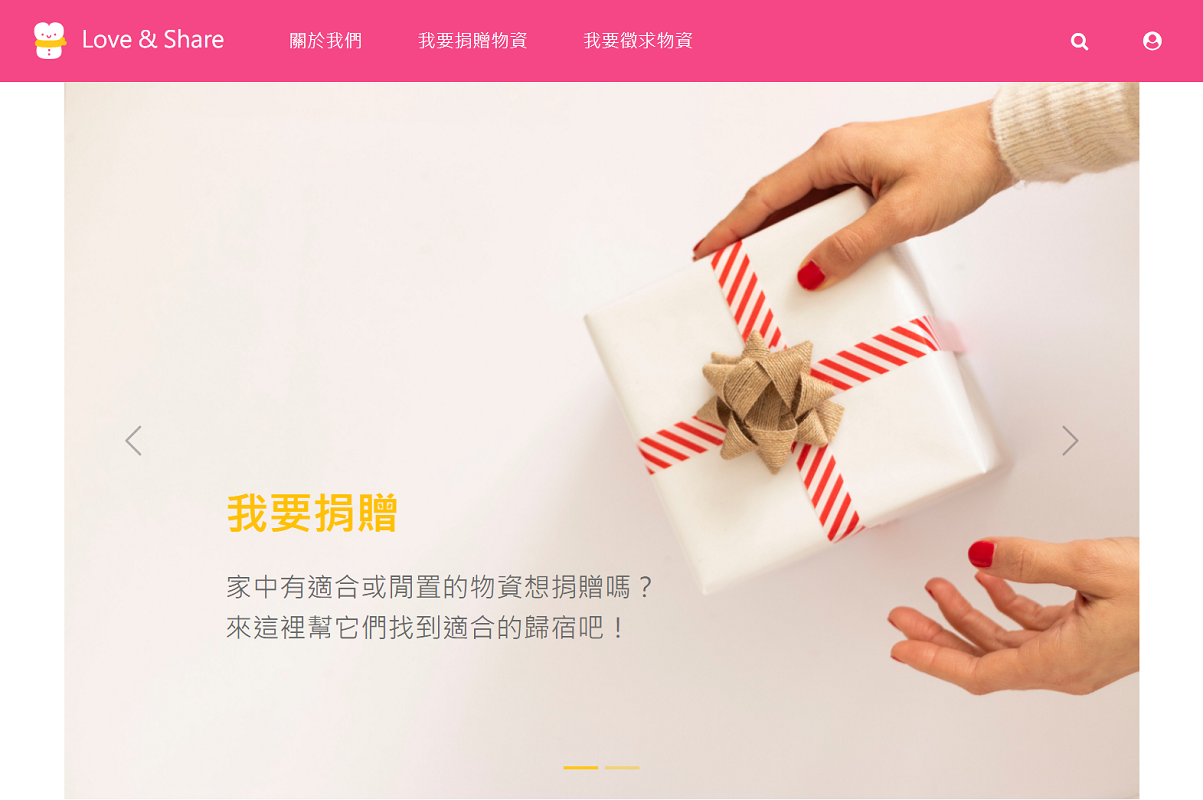 Love & Share
關於我們
我要捐贈物資
我要徵求物資
我要捐贈
家中有適合或閒置的物資想捐贈嗎？
來這裡幫它們找到適合的歸宿吧！